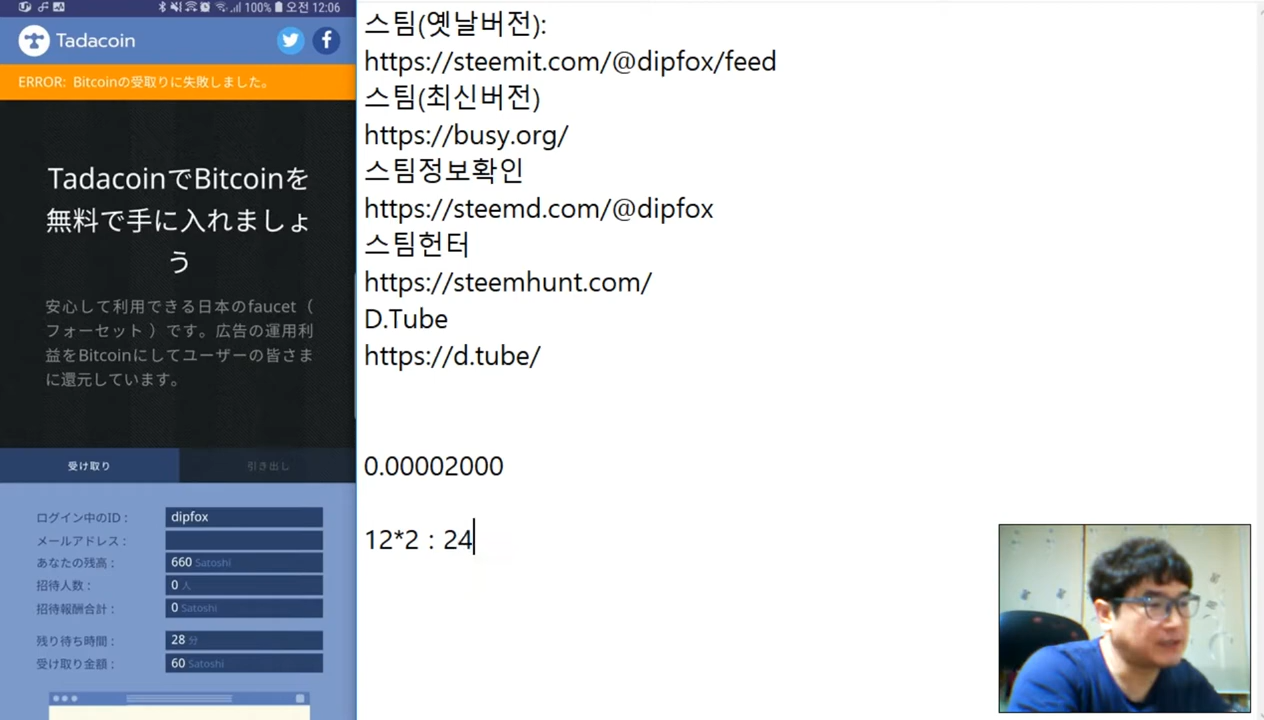 100% 오전 12:06
Tadacoin
ERROR: Bitcoinの受取りに失敗しました。
TadacoinでBitcoinを
無料で手に入れましょ
う
安心して利用できる日本のfaucet（
フォーセット ）です。広告の運用利
益をBitcoinにしてユーザーの皆さま
に還元しています。
受け取り
引き出し
ログイン中のID : dipfox
メールアドレス :
あなたの残高 : 660 Satoshi
招待人数 : 0 人
招待報酬合計 : 0 Satoshi
残り待ち時間 : 28 分
受け取り金額 : 60 Satoshi
스팀(옛날버전):
https://steemit.com/@dipfox/feed
스팀(최신버전)
https://busy.org/
스팀정보확인
https://steemd.com/@dipfox
스팀헌터
https://steemhunt.com/
D.Tube
https://d.tube/
0.00002000
12*2 : 24